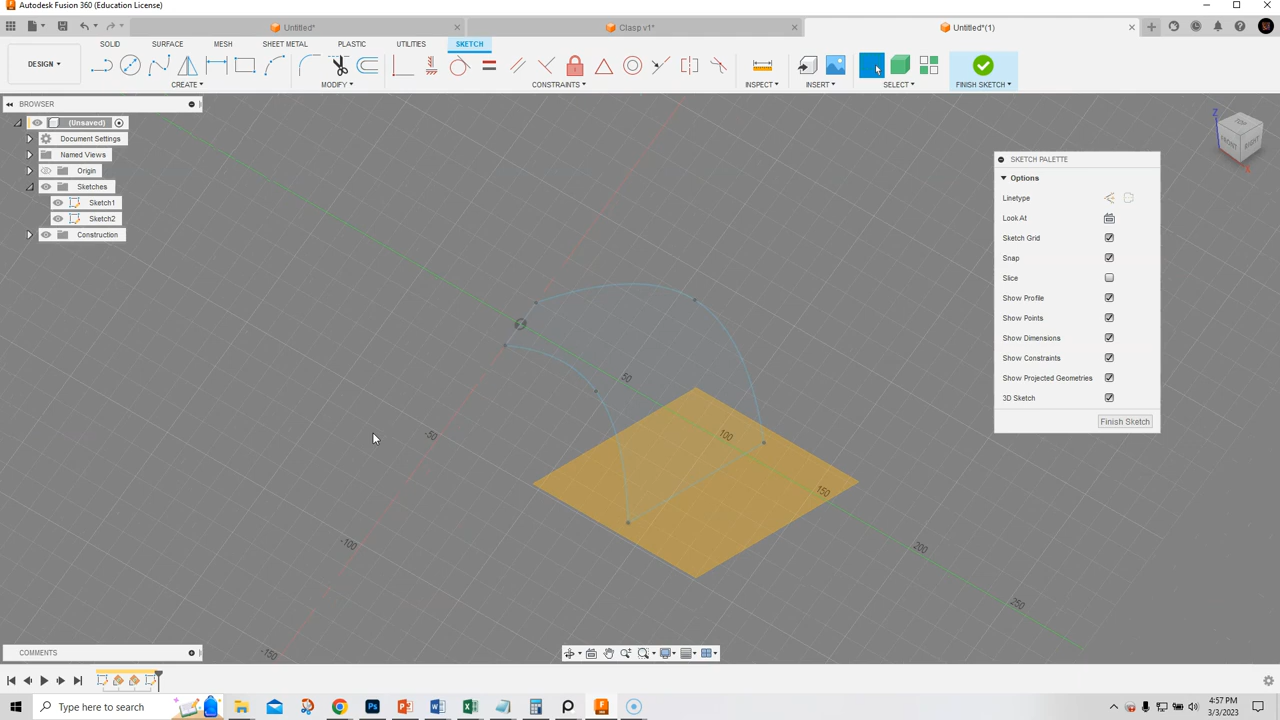 Autodesk Fusion 360 (Education License)
Untitled*
Clasp v1*
Untitled*(1)
DESIGN
SOLID
SURFACE
MESH
SHEET METAL
PLASTIC
UTILITIES
SKETCH
CREATE
MODIFY
CONSTRAINTS
INSPECT
INSERT
SELECT
FINISH SKETCH
BROWSER
(Unsaved)
Document Settings
Named Views
Origin
Sketches
Sketch1
Sketch2
Construction
Z
TOP
FRONT
RIGHT
X
SKETCH PALETTE
Options
Linetype
Look At
Sketch Grid
Snap
Slice
Show Profile
Show Points
Show Dimensions
Show Constraints
Show Projected Geometries
3D Sketch
Finish Sketch
50
100
150
200
250
-50
-100
-150
COMMENTS
Type here to search
4:57 PM
3/3/2023